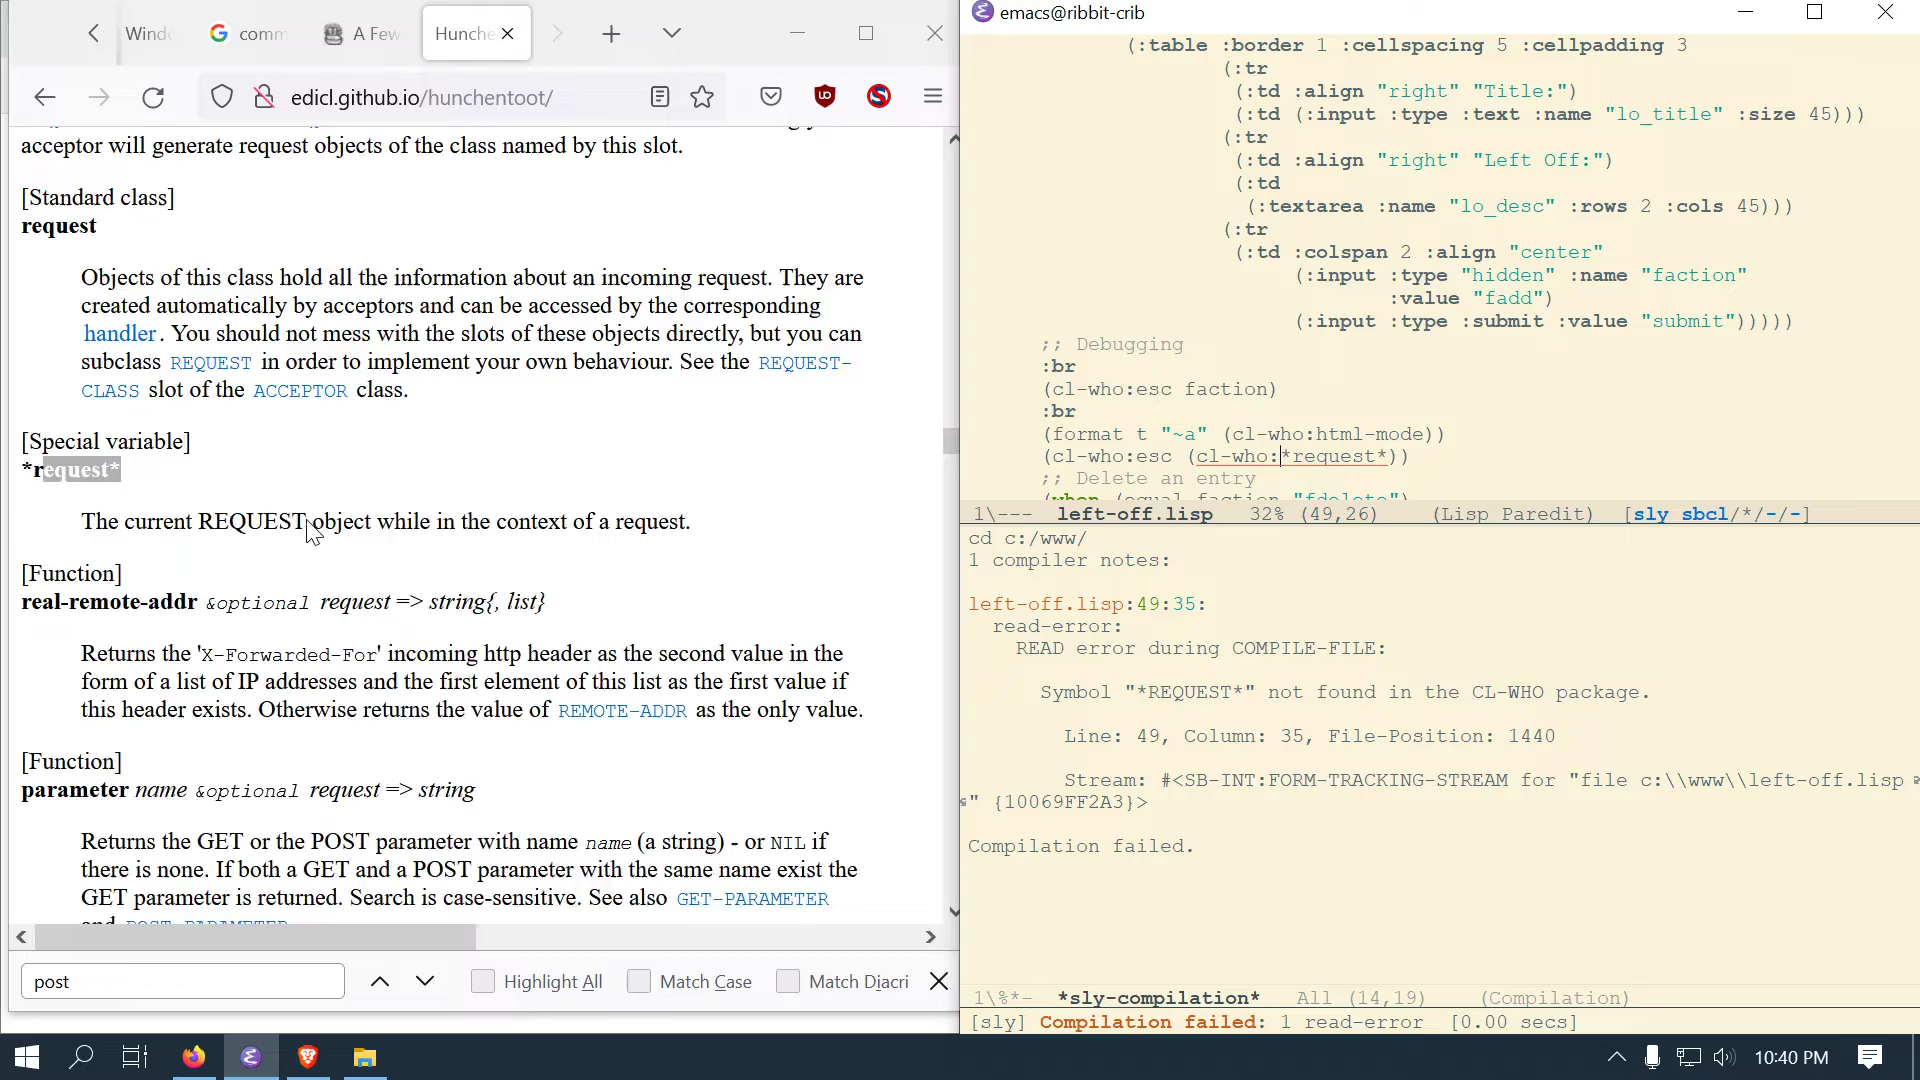 Windo
comm
A Few
Hunche
edicl.github.io/hunchentoot/
acceptor will generate request objects of the class named by this slot.
[Standard class]
request
Objects of this class hold all the information about an incoming request. They are
created automatically by acceptors and can be accessed by the corresponding
handler. You should not mess with the slots of these objects directly, but you can
subclass REQUEST in order to implement your own behaviour. See the REQUEST-
CLASS slot of the ACCEPTOR class.
[Special variable]
*request*
The current REQUEST object while in the context of a request.
[Function]
real-remote-addr &optional request => string{, list}
Returns the 'X-Forwarded-For' incoming http header as the second value in the
form of a list of IP addresses and the first element of this list as the first value if
this header exists. Otherwise returns the value of REMOTE-ADDR as the only value.
[Function]
parameter name &optional request => string
Returns the GET or the POST parameter with name name (a string) - or NIL if
there is none. If both a GET and a POST parameter with the same name exist the
GET parameter is returned. Search is case-sensitive. See also GET-PARAMETER
and POST-PARAMETER
post
Highlight All
Match Case
Match Diacri
emacs@ribbit-crib
(:table :border 1 :cellspacing 5 :cellpadding 3
(:tr
(:td :align "right" "Title:")
(:td (:input :type :text :name "lo_title" :size 45)))
(:tr
(:td :align "right" "Left Off:")
(:td
(:textarea :name "lo_desc" :rows 2 :cols 45)))
(:tr
(:td :colspan 2 :align "center"
(:input :type "hidden" :name "faction"
:value "fadd")
(:input :type :submit :value "submit")))))
;; Debugging
:br
(cl-who:esc faction)
:br
(format t "~a" (cl-who:html-mode))
(cl-who:esc (cl-who:*request*))
;; Delete an entry
(when (equal faction "fdelete")
1\--- left-off.lisp 32% (49,26) (Lisp Paredit) [sly sbcl/*/-/-]
cd c:/www/
1 compiler notes:
left-off.lisp:49:35:
read-error:
READ error during COMPILE-FILE:
Symbol "*REQUEST*" not found in the CL-WHO package.
Line: 49, Column: 35, File-Position: 1440
Stream: #<SB-INT:FORM-TRACKING-STREAM for "file c:\\www\\left-off.lisp
" {10069FF2A3}>
Compilation failed.
1\%*- *sly-compilation* All (14,19) (Compilation)
[sly] Compilation failed: 1 read-error [0.00 secs]
10:40 PM